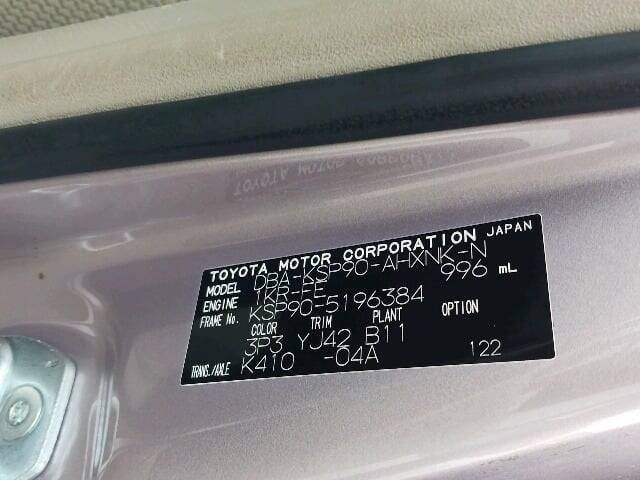 TOYOTA MOTOR CORPORATION JAPAN
MODEL DBA-KSP90-AHXNK-N
ENGINE 1KR-FE 996 mL
FRAME No. KSP90-5196384
COLOR TRIM PLANT OPTION
3P3 YJ42 B11
TRANS./AXLE K410 -04A 122